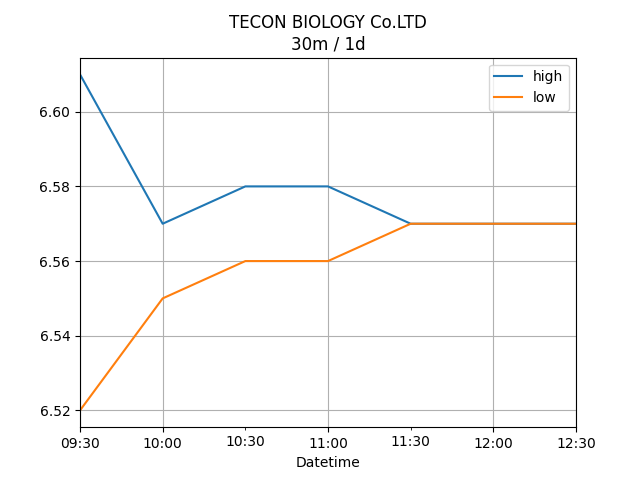 TECON BIOLOGY Co.LTD
30m / 1d
high
low
6.60
6.58
6.56
6.54
6.52
09:30 10:00 10:30 11:00 11:30 12:00 12:30
Datetime